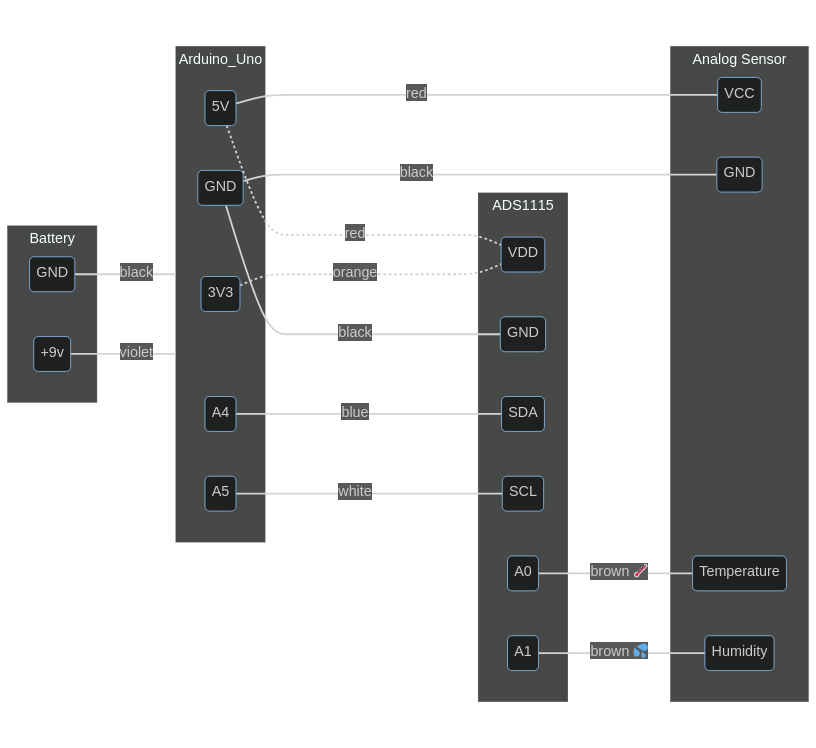 Arduino_Uno
Analog Sensor
5V
red
VCC
GND
black
GND
ADS1115
Battery
red
VDD
GND
black
3V3
orange
+9v
violet
black
GND
A4
blue
SDA
A5
white
SCL
A0
brown 🌡
Temperature
A1
brown 💦
Humidity